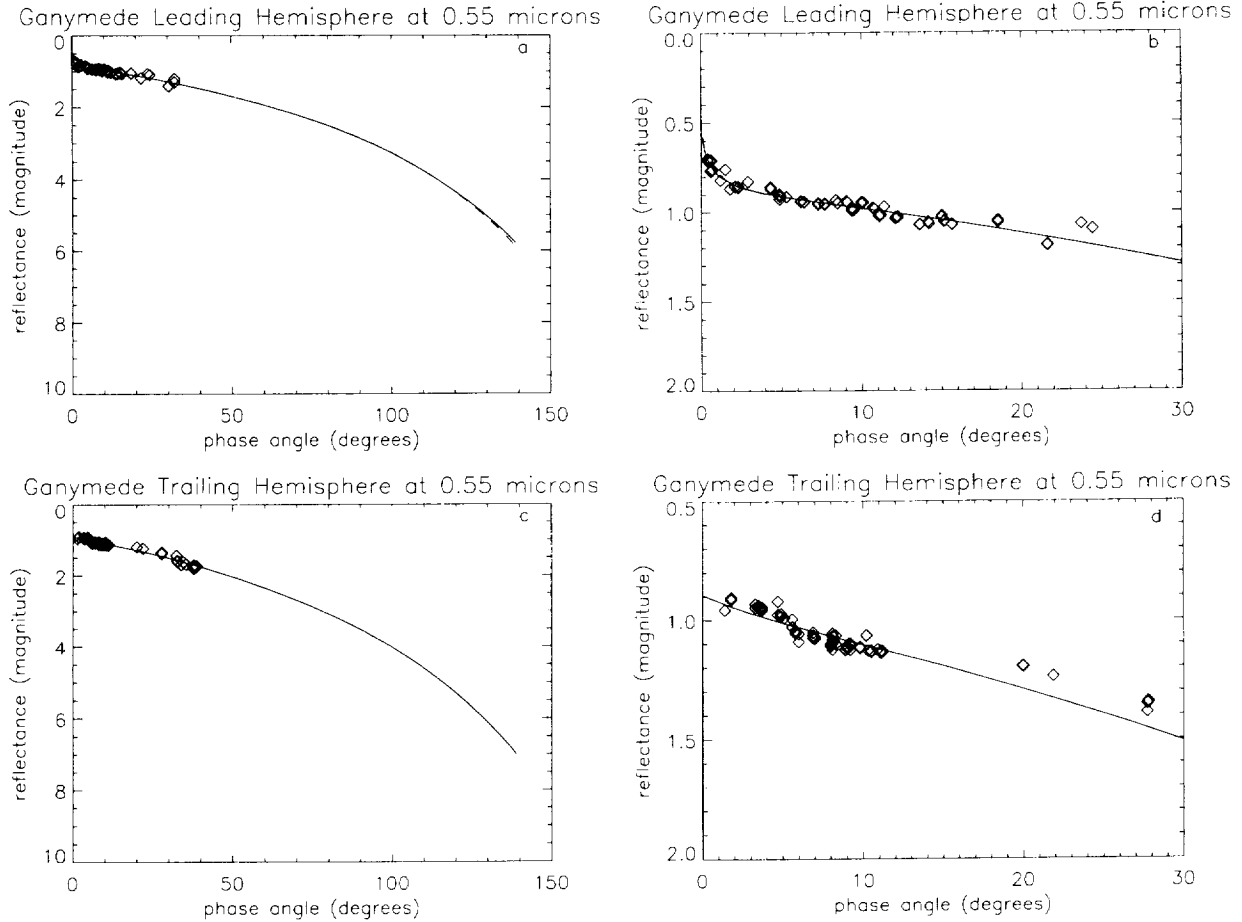 Ganymede Leading Hemisphere at 0.55 microns
a
reflectance (magnitude)
0
2
4
6
8
10
0 50 100 150
phase angle (degrees)
Ganymede Leading Hemisphere at 0.55 microns
b
reflectance (magnitude)
0.0
0.5
1.0
1.5
2.0
0 10 20 30
phase angle (degrees)
Ganymede Trailing Hemisphere at 0.55 microns
c
reflectance (magnitude)
0
2
4
6
8
10
0 50 100 150
phase angle (degrees)
Ganymede Trailing Hemisphere at 0.55 microns
d
reflectance (magnitude)
0.5
1.0
1.5
2.0
0 10 20 30
phase angle (degrees)